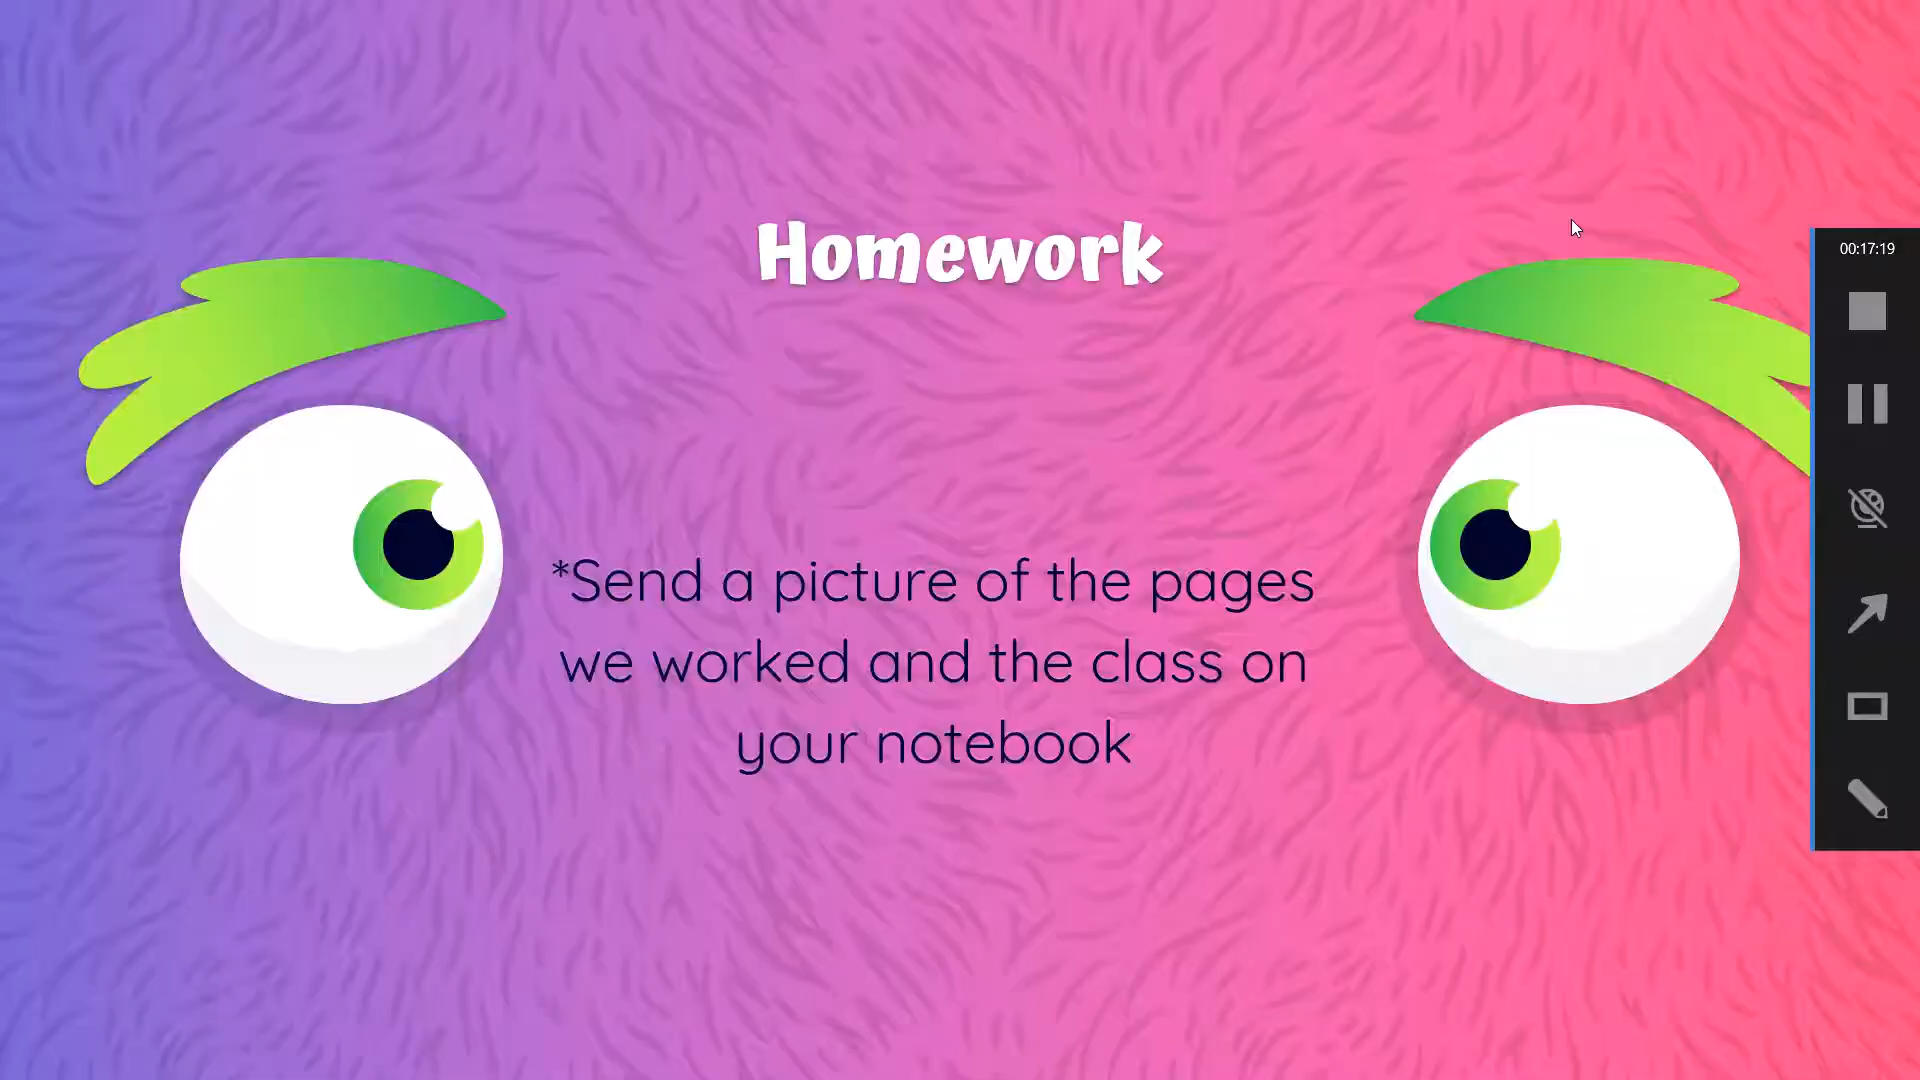 Homework
00:17:19
*Send a picture of the pages
we worked and the class on
your notebook